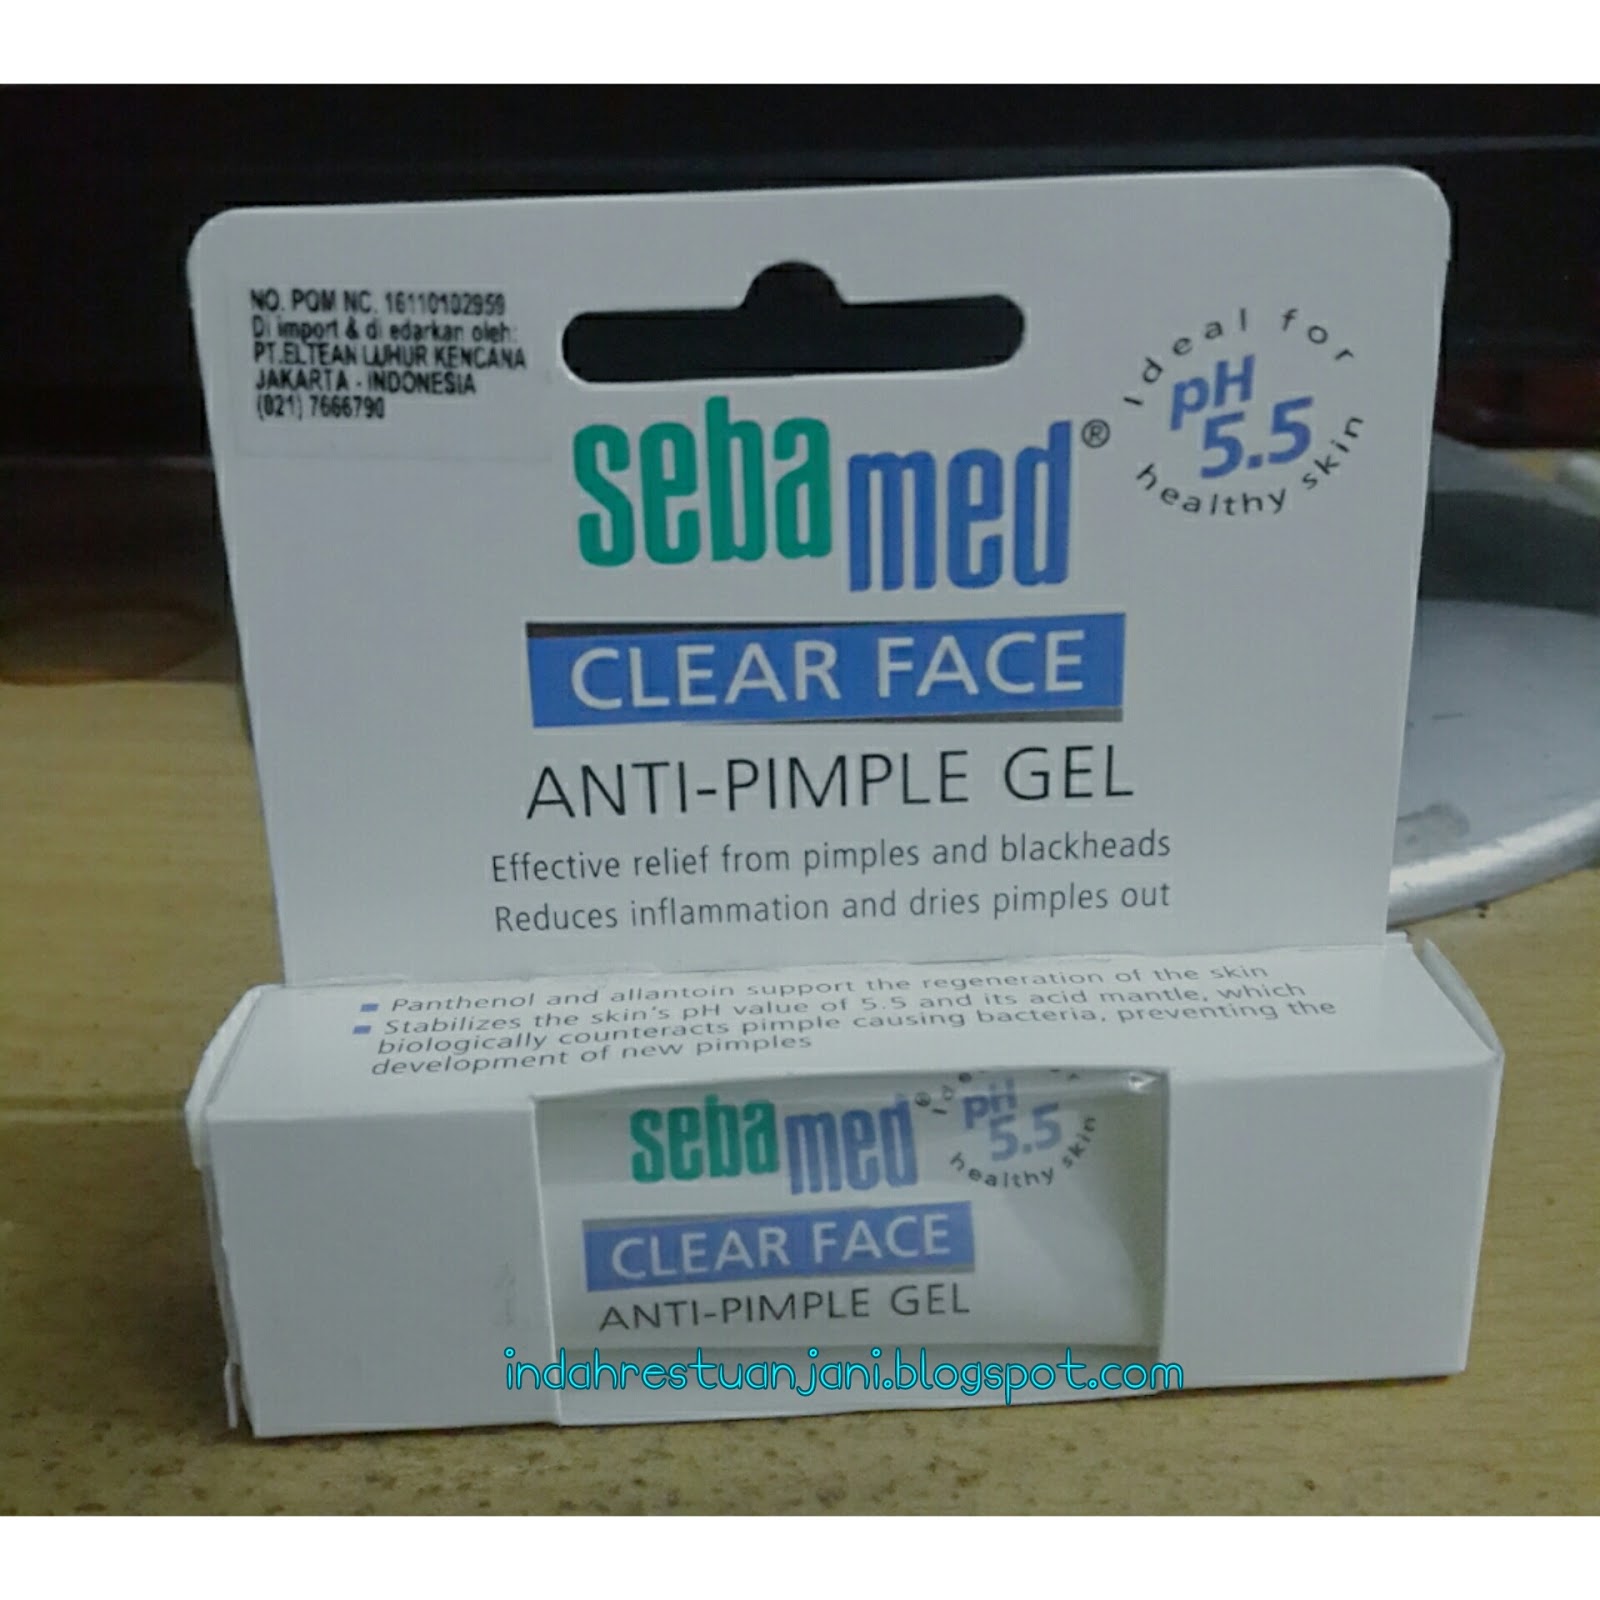 NO. POM NC. 16110102959
Di import & di edarkan oleh:
PT.ELTEAN LUHUR KENCANA
JAKARTA - INDONESIA
(021) 7666790
sebamed®
ideal for
pH
5.5
healthy skin
CLEAR FACE
ANTI-PIMPLE GEL
Effective relief from pimples and blackheads
Reduces inflammation and dries pimples out
▪ Panthenol and allantoin support the regeneration of the skin
▪ Stabilizes the skin's pH value of 5.5 and its acid mantle, which
biologically counteracts pimple causing bacteria, preventing the
development of new pimples
sebamed®
pH
5.5
healthy skin
CLEAR FACE
ANTI-PIMPLE GEL
indahrestuanjani.blogspot.com